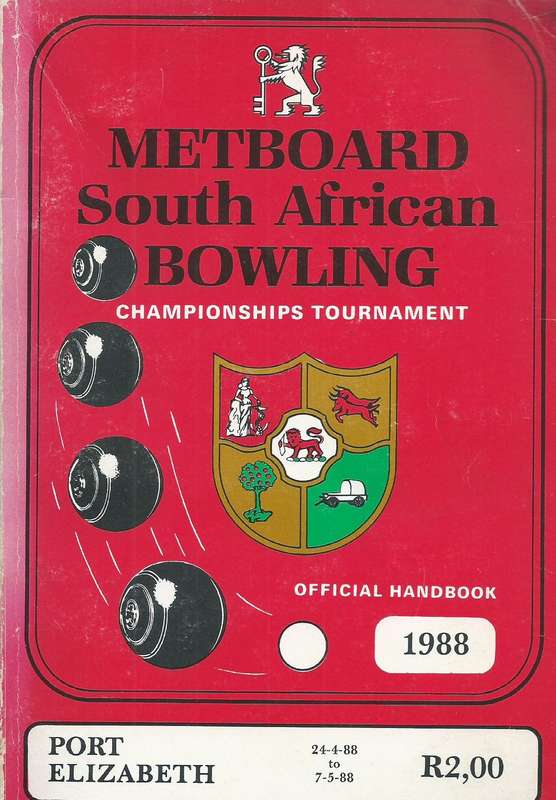 METBOARD
South African
BOWLING
CHAMPIONSHIPS TOURNAMENT
OFFICIAL HANDBOOK
1988
PORT
ELIZABETH
24-4-88
to
7-5-88
R2,00